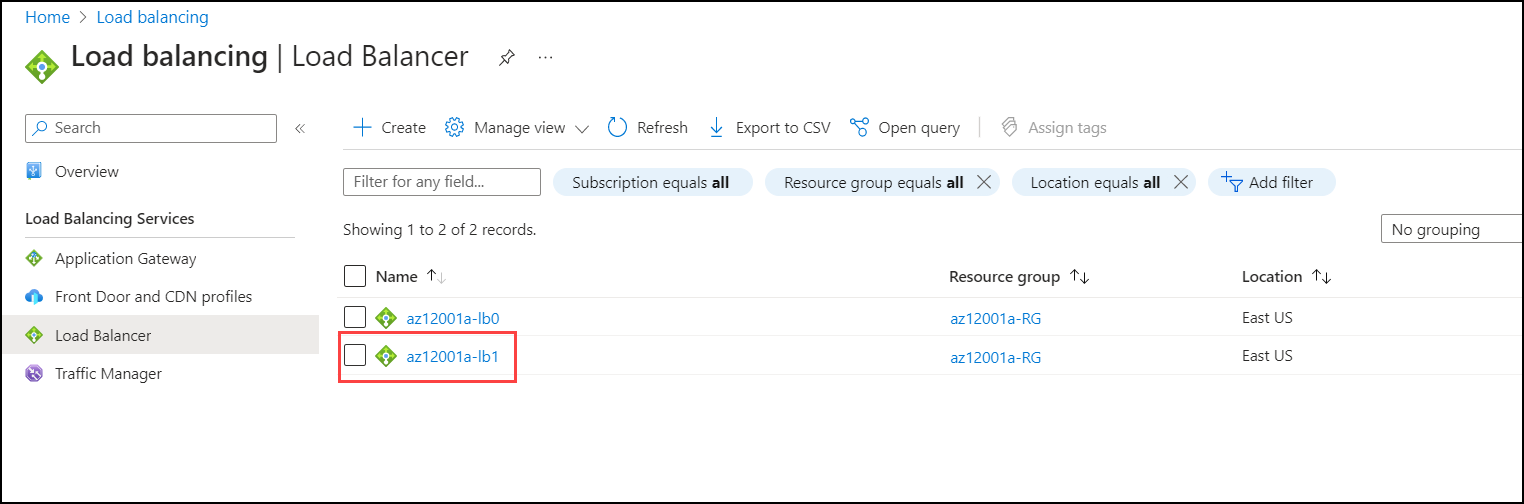 Home > Load balancing
Load balancing | Load Balancer ...
Search «
+ Create Manage view Refresh Export to CSV Open query Assign tags
Overview
Filter for any field... Subscription equals all Resource group equals all Location equals all Add filter
Load Balancing Services
Showing 1 to 2 of 2 records. No grouping
Application Gateway
Name Resource group Location
Front Door and CDN profiles
az12001a-lb0 az12001a-RG East US
Load Balancer
az12001a-lb1 az12001a-RG East US
Traffic Manager